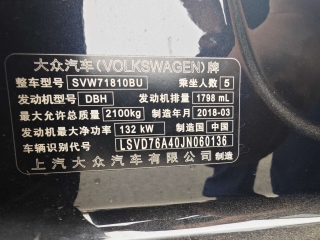 大众汽车(VOLKSWAGEN)牌
整车型号 SVW71810BU 乘坐人数 5
发动机型号 DBH 发动机排量 1798 mL
最大允许总质量 2100kg 制造年月 2018-03
发动机最大净功率 132 kW 制造国 中国
车辆识别代号 LSVD76A40JN060136
上汽大众汽车有限公司 制造